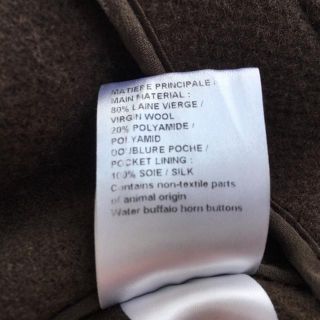 MATIERE PRINCIPALE /
MAIN MATERIAL :
80% LAINE VIERGE /
VIRGIN WOOL
20% POLYAMIDE /
POLYAMID
DOUBLURE POCHE /
POCKET LINING :
100% SOIE / SILK
Contains non-textile parts
of animal origin
Water buffalo horn buttons